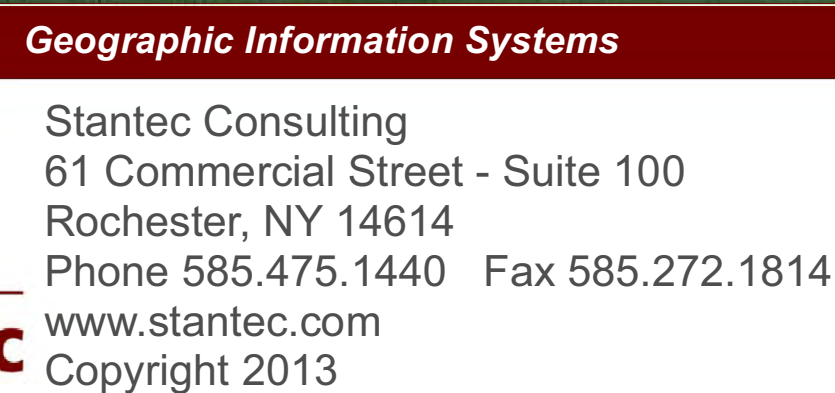 Geographic Information Systems
Stantec Consulting
61 Commercial Street - Suite 100
Rochester, NY 14614
Phone 585.475.1440 Fax 585.272.1814
www.stantec.com
Copyright 2013